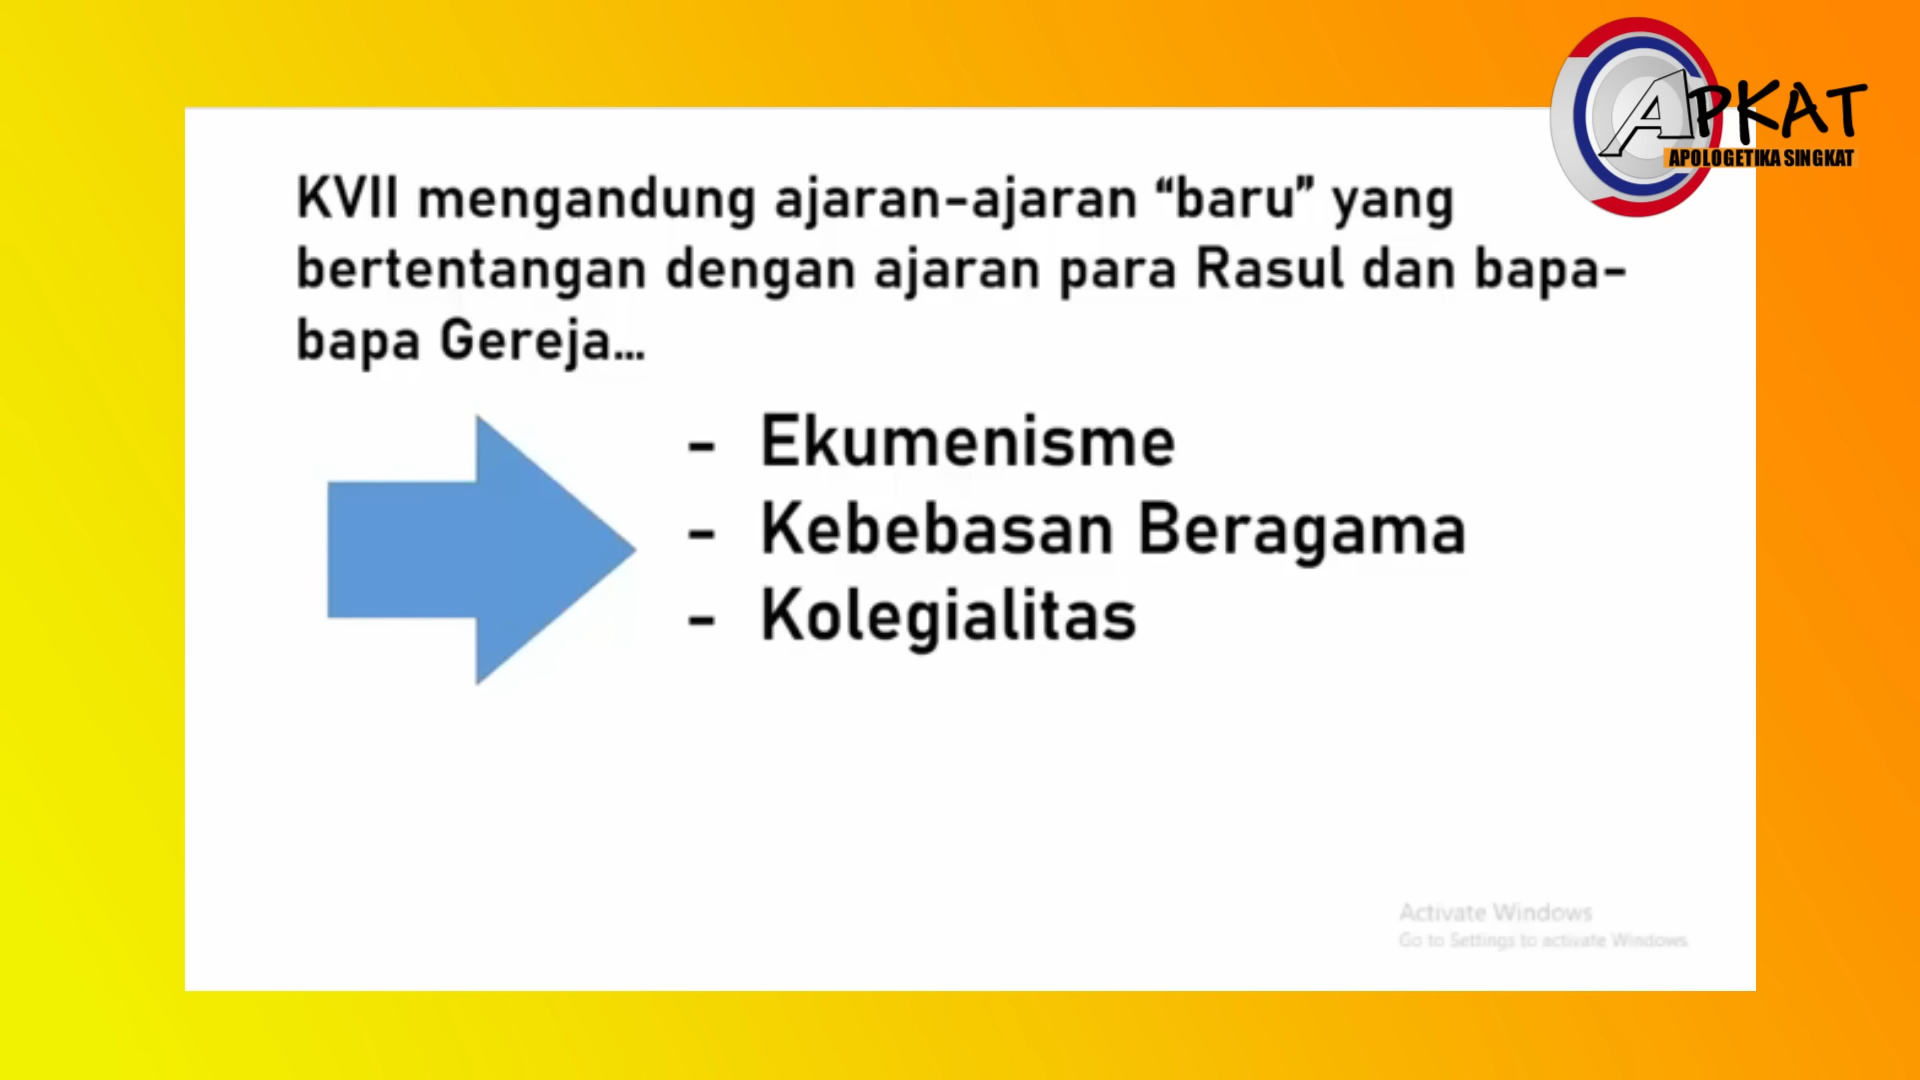 APKAT
APOLOGETIKA SINGKAT
KVII mengandung ajaran-ajaran “baru” yang
bertentangan dengan ajaran para Rasul dan bapa-
bapa Gereja...
- Ekumenisme
- Kebebasan Beragama
- Kolegialitas
Activate Windows
Go to Settings to activate Windows.